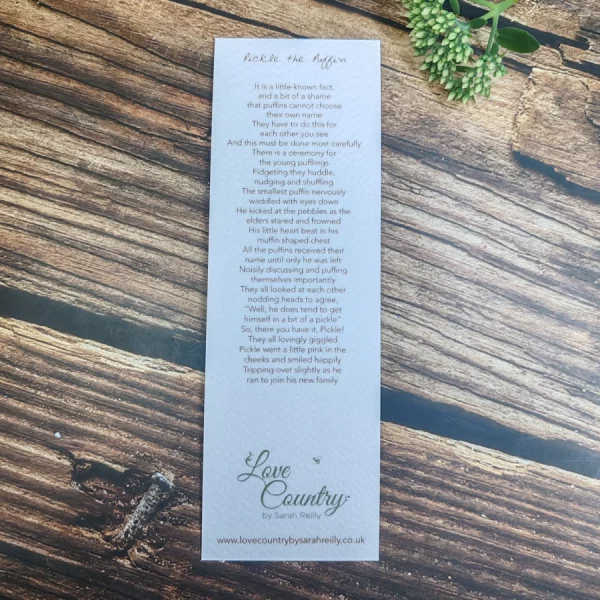 Pickle the Puffin
It is a little-known fact,
and a bit of a shame
that puffins cannot choose
their own name
They have to do this for
each other you see
And this must be done most carefully
There is a ceremony for
the young pufflings
Fidgeting they huddle,
nudging and shuffling
The smallest puffin nervously
waddled with eyes down
He kicked at the pebbles as the
elders stared and frowned
His little heart beat in his
muffin shaped chest
All the puffins received their
name until only he was left
Noisily discussing and puffing
themselves importantly
They all looked at each other
nodding heads to agree,
"Well, he does tend to get
himself in a bit of a pickle"
So, there you have it, Pickle!
They all lovingly giggled
Pickle went a little pink in the
cheeks and smiled happily
Tripping over slightly as he
ran to join his new family
Love
Country
by Sarah Reilly
www.lovecountrybysarahreilly.co.uk